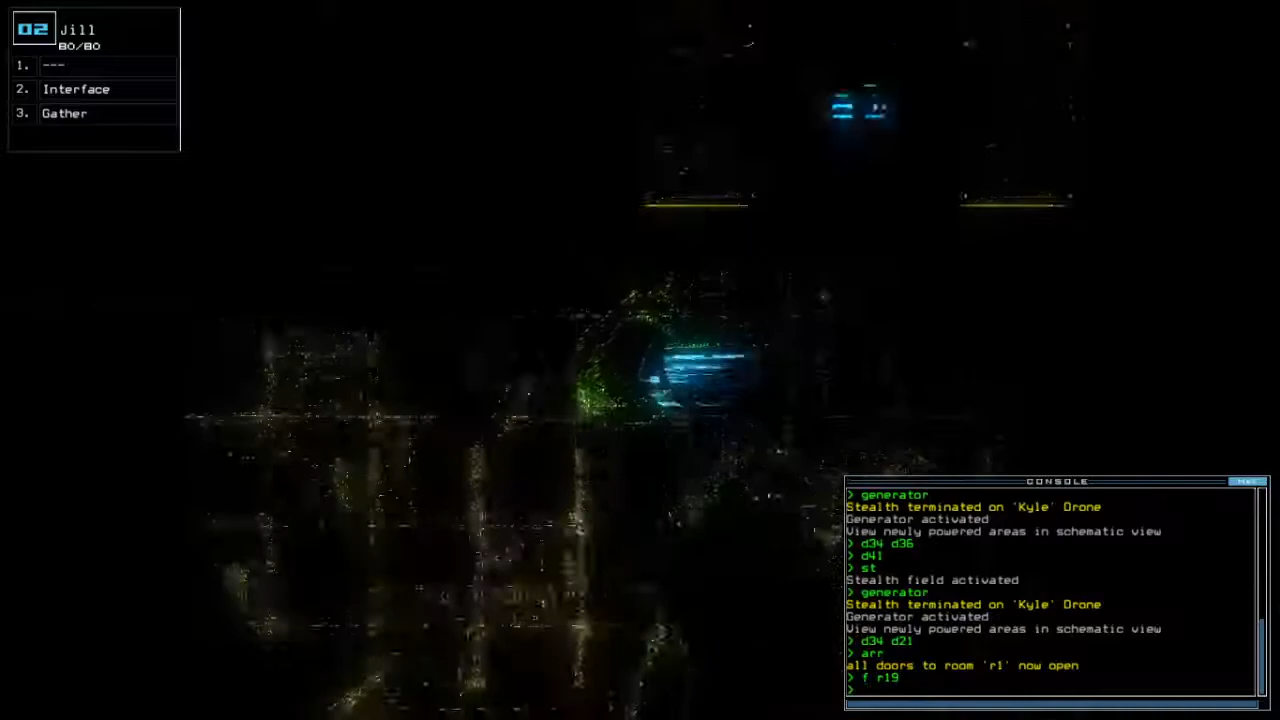 02 Jill
80/80
1. ---
2. Interface
3. Gather
CONSOLE
> generator
Stealth terminated on 'Kyle' Drone
Generator activated
View newly powered areas in schematic view
> d34 d36
> d41
> st
Stealth field activated
> generator
Stealth terminated on 'Kyle' Drone
Generator activated
View newly powered areas in schematic view
> d34 d21
> arr
all doors to room 'r1' now open
> f r19
>